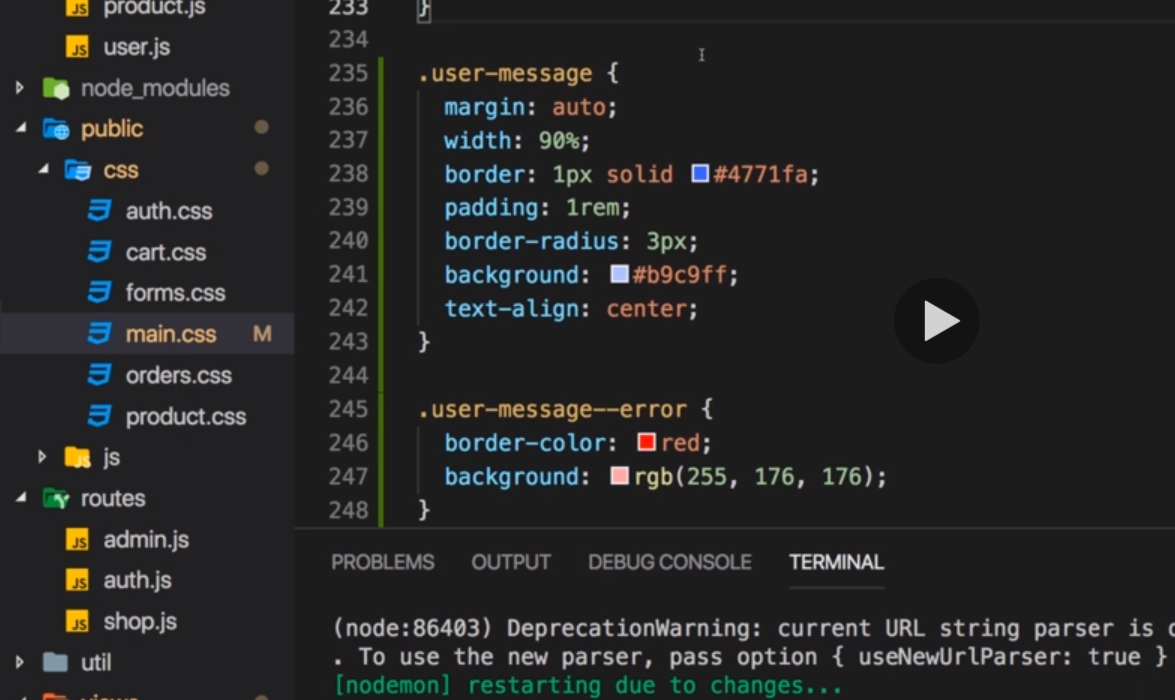 product.js
user.js
node_modules
public
css
auth.css
cart.css
forms.css
main.css M
orders.css
product.css
js
routes
admin.js
auth.js
shop.js
util
views
233 }
234
235 .user-message {
236 margin: auto;
237 width: 90%;
238 border: 1px solid #4771fa;
239 padding: 1rem;
240 border-radius: 3px;
241 background: #b9c9ff;
242 text-align: center;
243 }
244
245 .user-message--error {
246 border-color: red;
247 background: rgb(255, 176, 176);
248 }
PROBLEMS OUTPUT DEBUG CONSOLE TERMINAL
(node:86403) DeprecationWarning: current URL string parser is
. To use the new parser, pass option { useNewUrlParser: true }
[nodemon] restarting due to changes...